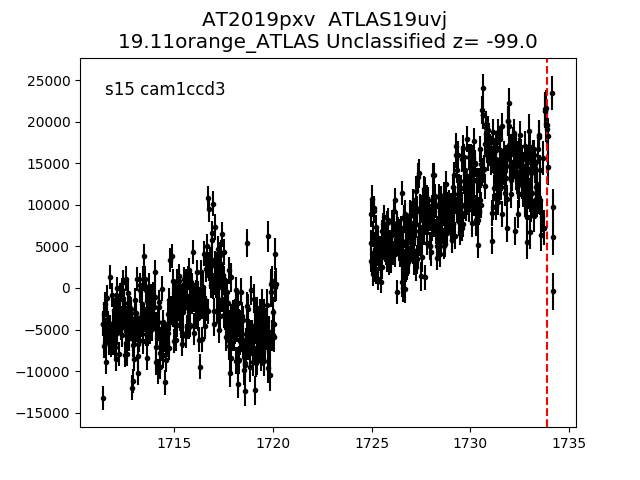 AT2019pxv  ATLAS19uvj
19.11orange_ATLAS Unclassified z= -99.0
s15 cam1ccd3
25000
20000
15000
10000
5000
0
−5000
−10000
−15000
1715 1720 1725 1730 1735